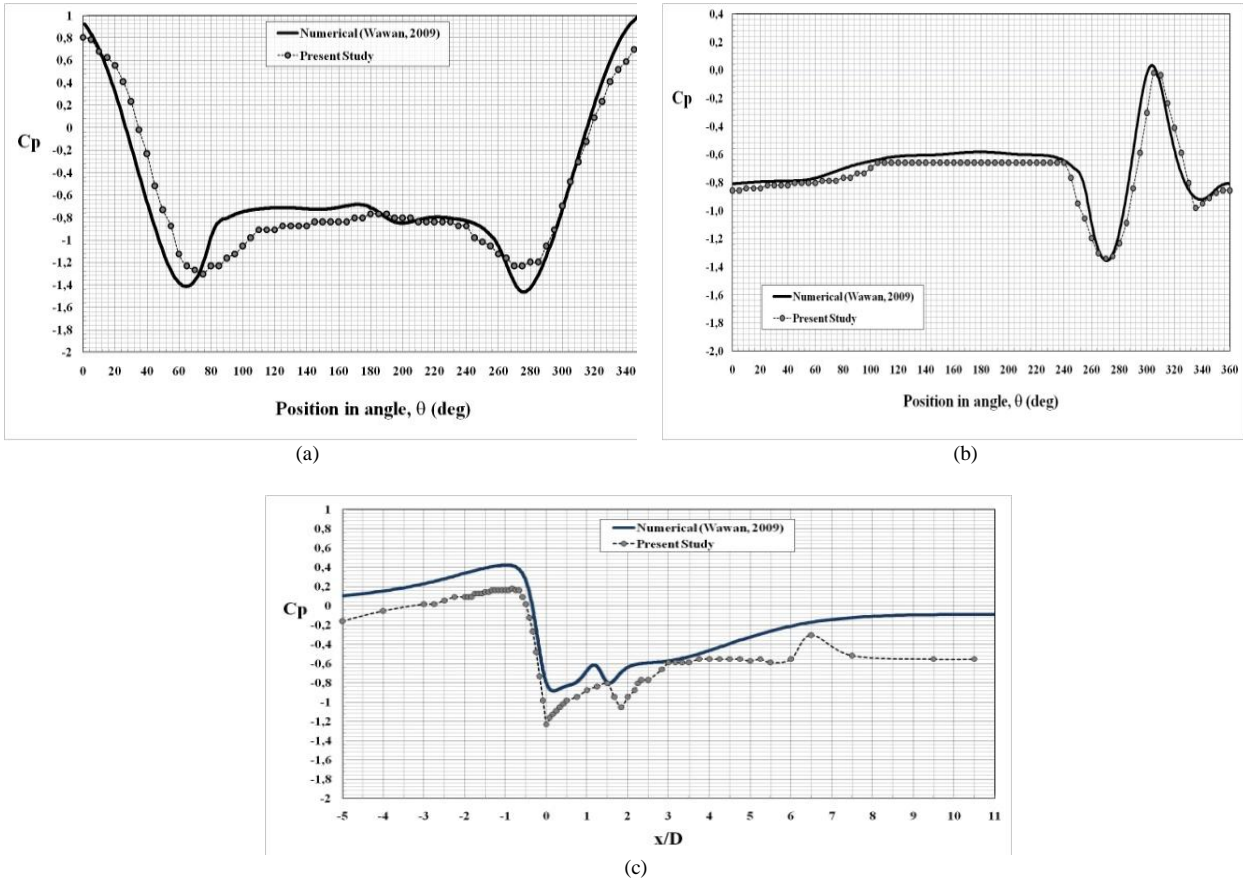 1
0,8
0,6
0,4
0,2
0
-0,2
-0,4
-0,6
-0,8
-1
-1,2
-1,4
-1,6
-1,8
-2
Cp
Numerical (Wawan, 2009)
Present Study
0 20 40 60 80 100 120 140 160 180 200 220 240 260 280 300 320 340
Position in angle, θ (deg)
(a)
0,4
0,2
0,0
-0,2
-0,4
-0,6
-0,8
-1,0
-1,2
-1,4
-1,6
-1,8
-2,0
Cp
Numerical (Wawan, 2009)
Present Study
0 20 40 60 80 100 120 140 160 180 200 220 240 260 280 300 320 340 360
Position in angle, θ (deg)
(b)
1
0,8
0,6
0,4
0,2
0
-0,2
-0,4
-0,6
-0,8
-1
-1,2
-1,4
-1,6
-1,8
-2
Cp
Numerical (Wawan, 2009)
Present Study
-5 -4 -3 -2 -1 0 1 2 3 4 5 6 7 8 9 10 11
x/D
(c)